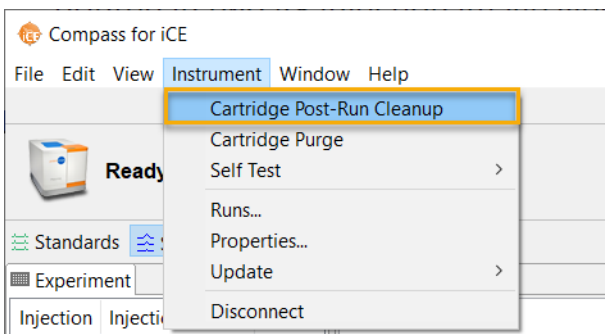 Compass for iCE
File Edit View Instrument Window Help
Cartridge Post-Run Cleanup
Cartridge Purge
Ready
Self Test
Runs...
Properties...
Standards
Update
Experiment
Disconnect
Injection